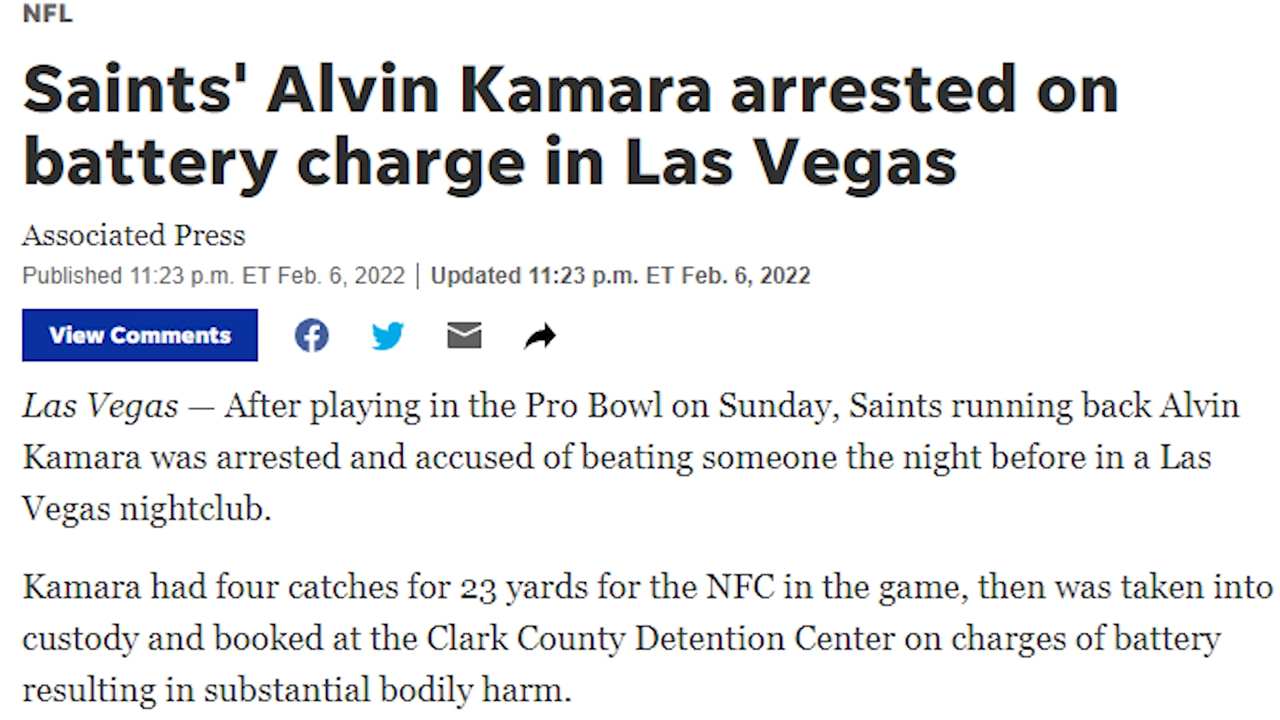 NFL
Saints' Alvin Kamara arrested on
battery charge in Las Vegas
Associated Press
Published 11:23 p.m. ET Feb. 6, 2022 | Updated 11:23 p.m. ET Feb. 6, 2022
View Comments
Las Vegas — After playing in the Pro Bowl on Sunday, Saints running back Alvin
Kamara was arrested and accused of beating someone the night before in a Las
Vegas nightclub.
Kamara had four catches for 23 yards for the NFC in the game, then was taken into
custody and booked at the Clark County Detention Center on charges of battery
resulting in substantial bodily harm.